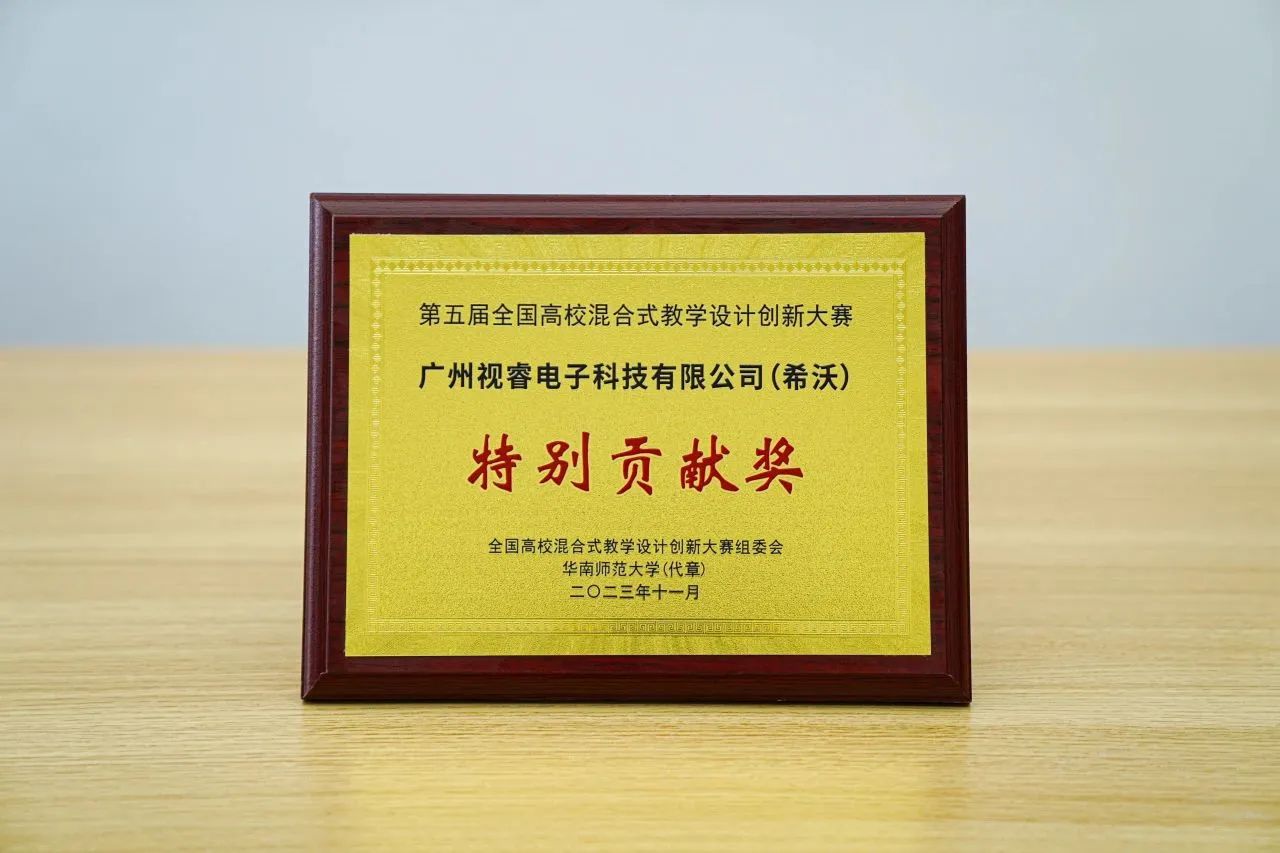 第五届全国高校混合式教学设计创新大赛
广州视睿电子科技有限公司(希沃)
特别贡献奖
全国高校混合式教学设计创新大赛组委会
华南师范大学(代章)
二〇二三年十一月